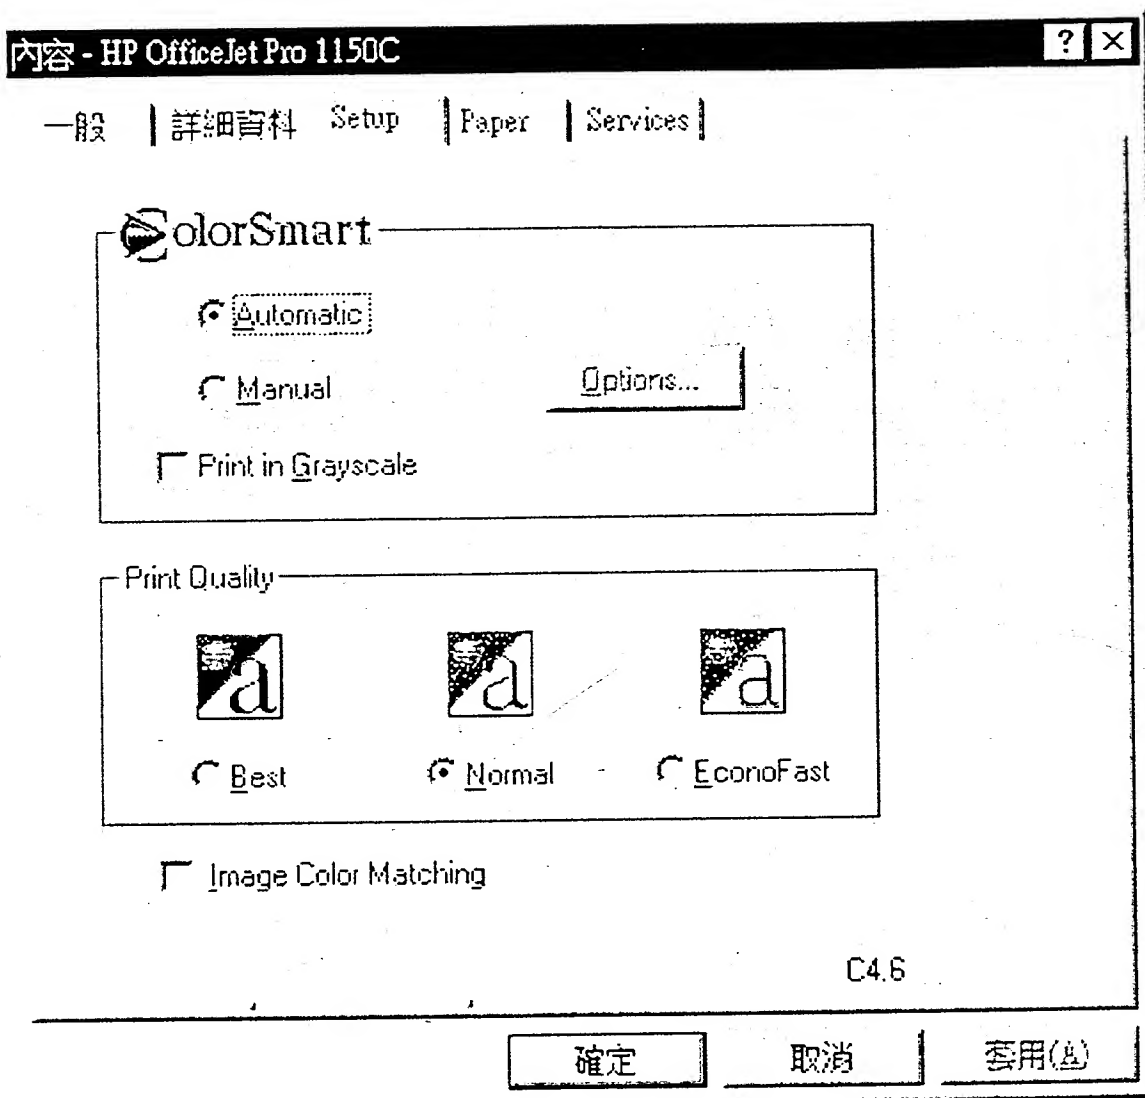 內容 - HP OfficeJet Pro 1150C
一般 詳細資料 Setup Paper Services
ColorSmart
Automatic
Manual
Options...
Print in Grayscale
Print Quality
a a a
Best Normal EconoFast
Image Color Matching
C4.6
確定 取消 套用(A)